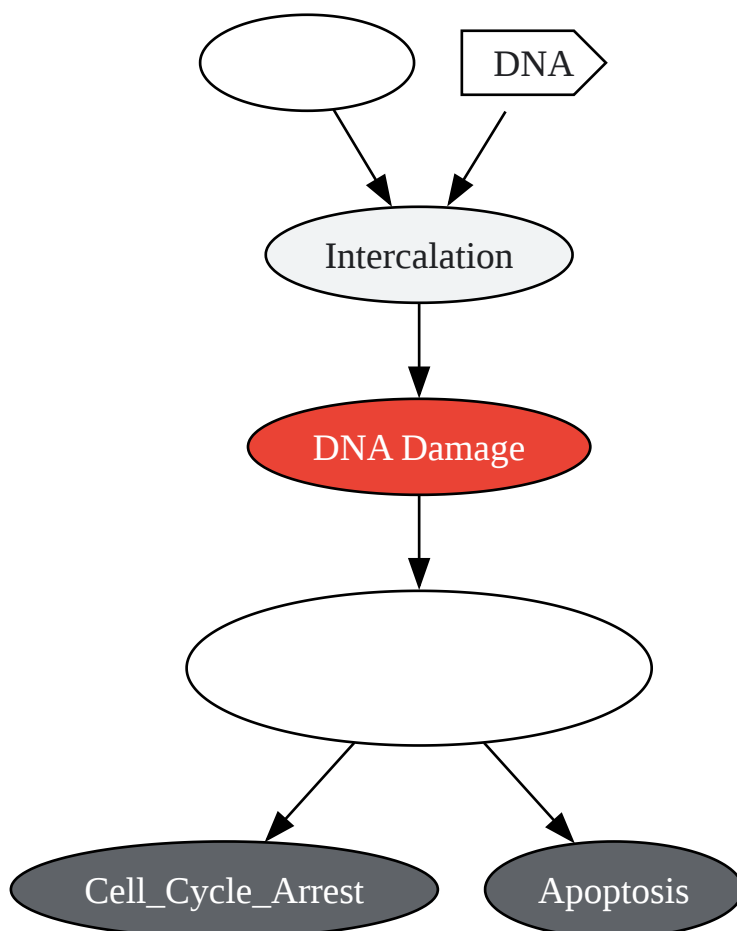 DNA
Intercalation
DNA Damage
Cell_Cycle_Arrest
Apoptosis